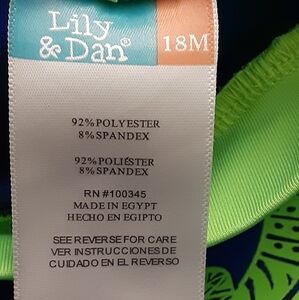 Lily
& Dan®
18M
92%POLYESTER
8%SPANDEX
92%POLIÉSTER
8%SPANDEX
RN #100345
MADE IN EGYPT
HECHO EN EGIPTO
SEE REVERSE FOR CARE
VER INSTRUCCIONES DE
CUIDADO EN EL REVERSO